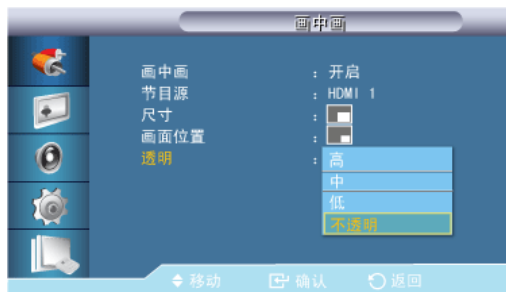 画中画
画中画 : 开启
节目源 : HDMI 1
尺寸 :
画面位置 :
透明 : 高
中
低
不透明
移动 确认 返回